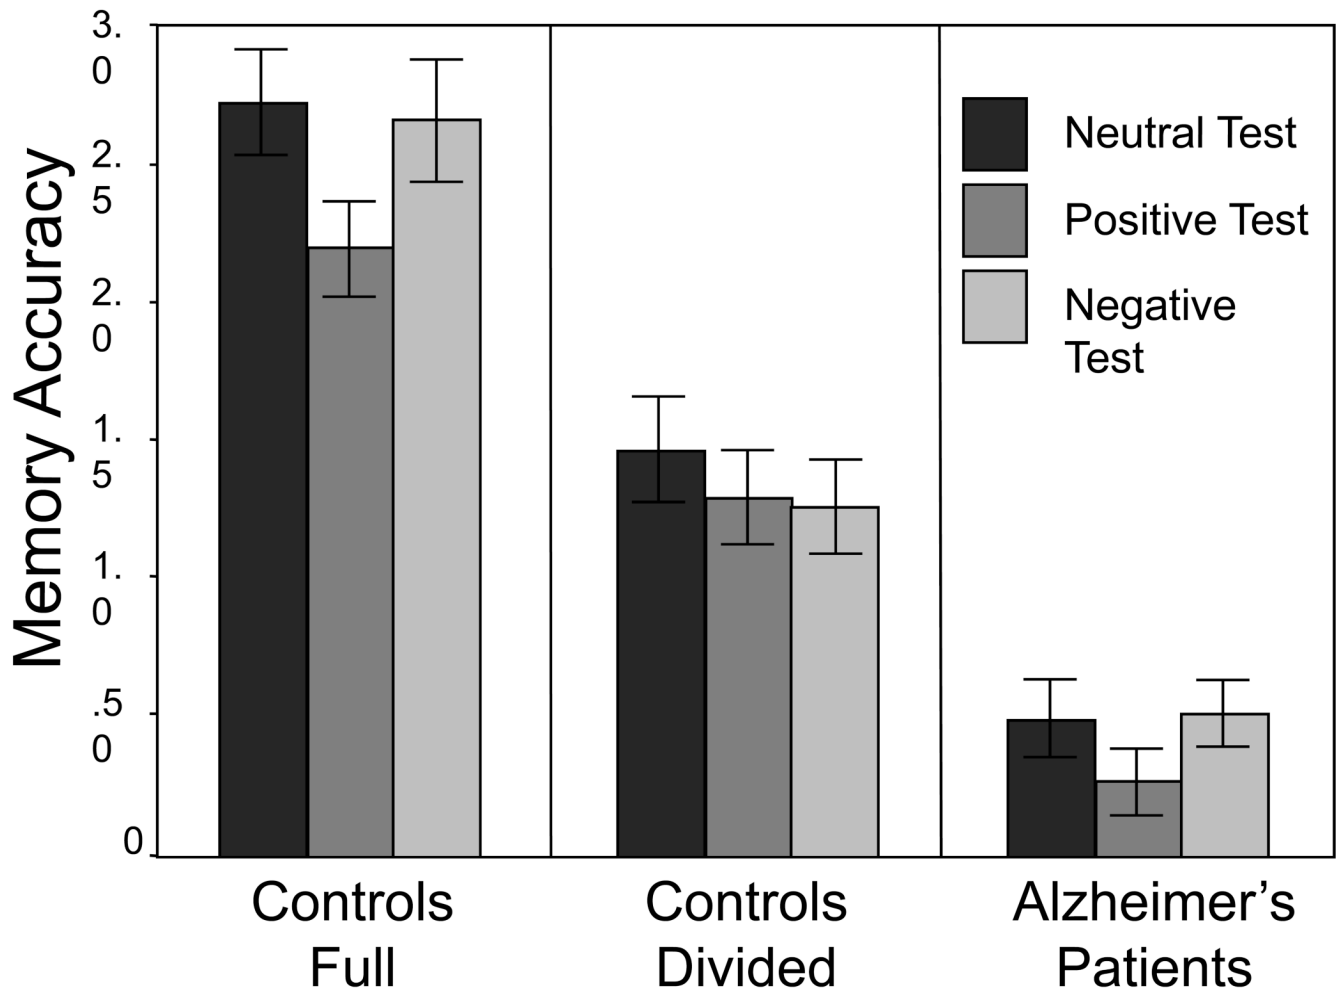 Memory Accuracy
3.
0
2.
5
2.
0
1.
5
1.
0
.5
0
0
Neutral Test
Positive Test
Negative
Test
Controls
Full
Controls
Divided
Alzheimer’s
Patients